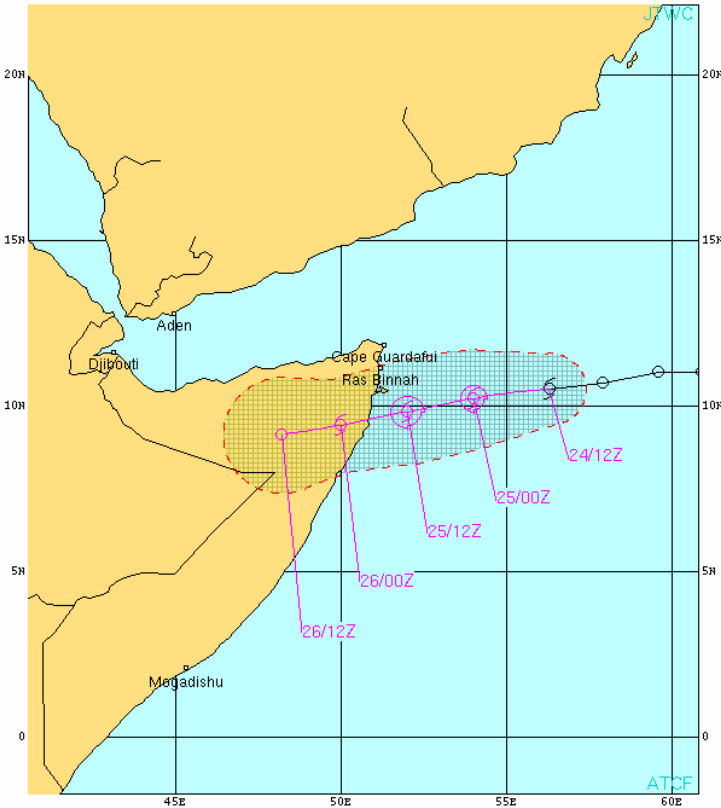 JTWC
20N
20N
15N
15N
Aden
Cape Guardafui
Djibouti
Ras Binnah
10N
10N
24/12Z
25/00Z
25/12Z
26/00Z
5N
5N
26/12Z
Mogadishu
0
0
ATCF
45E
50E
55E
60E